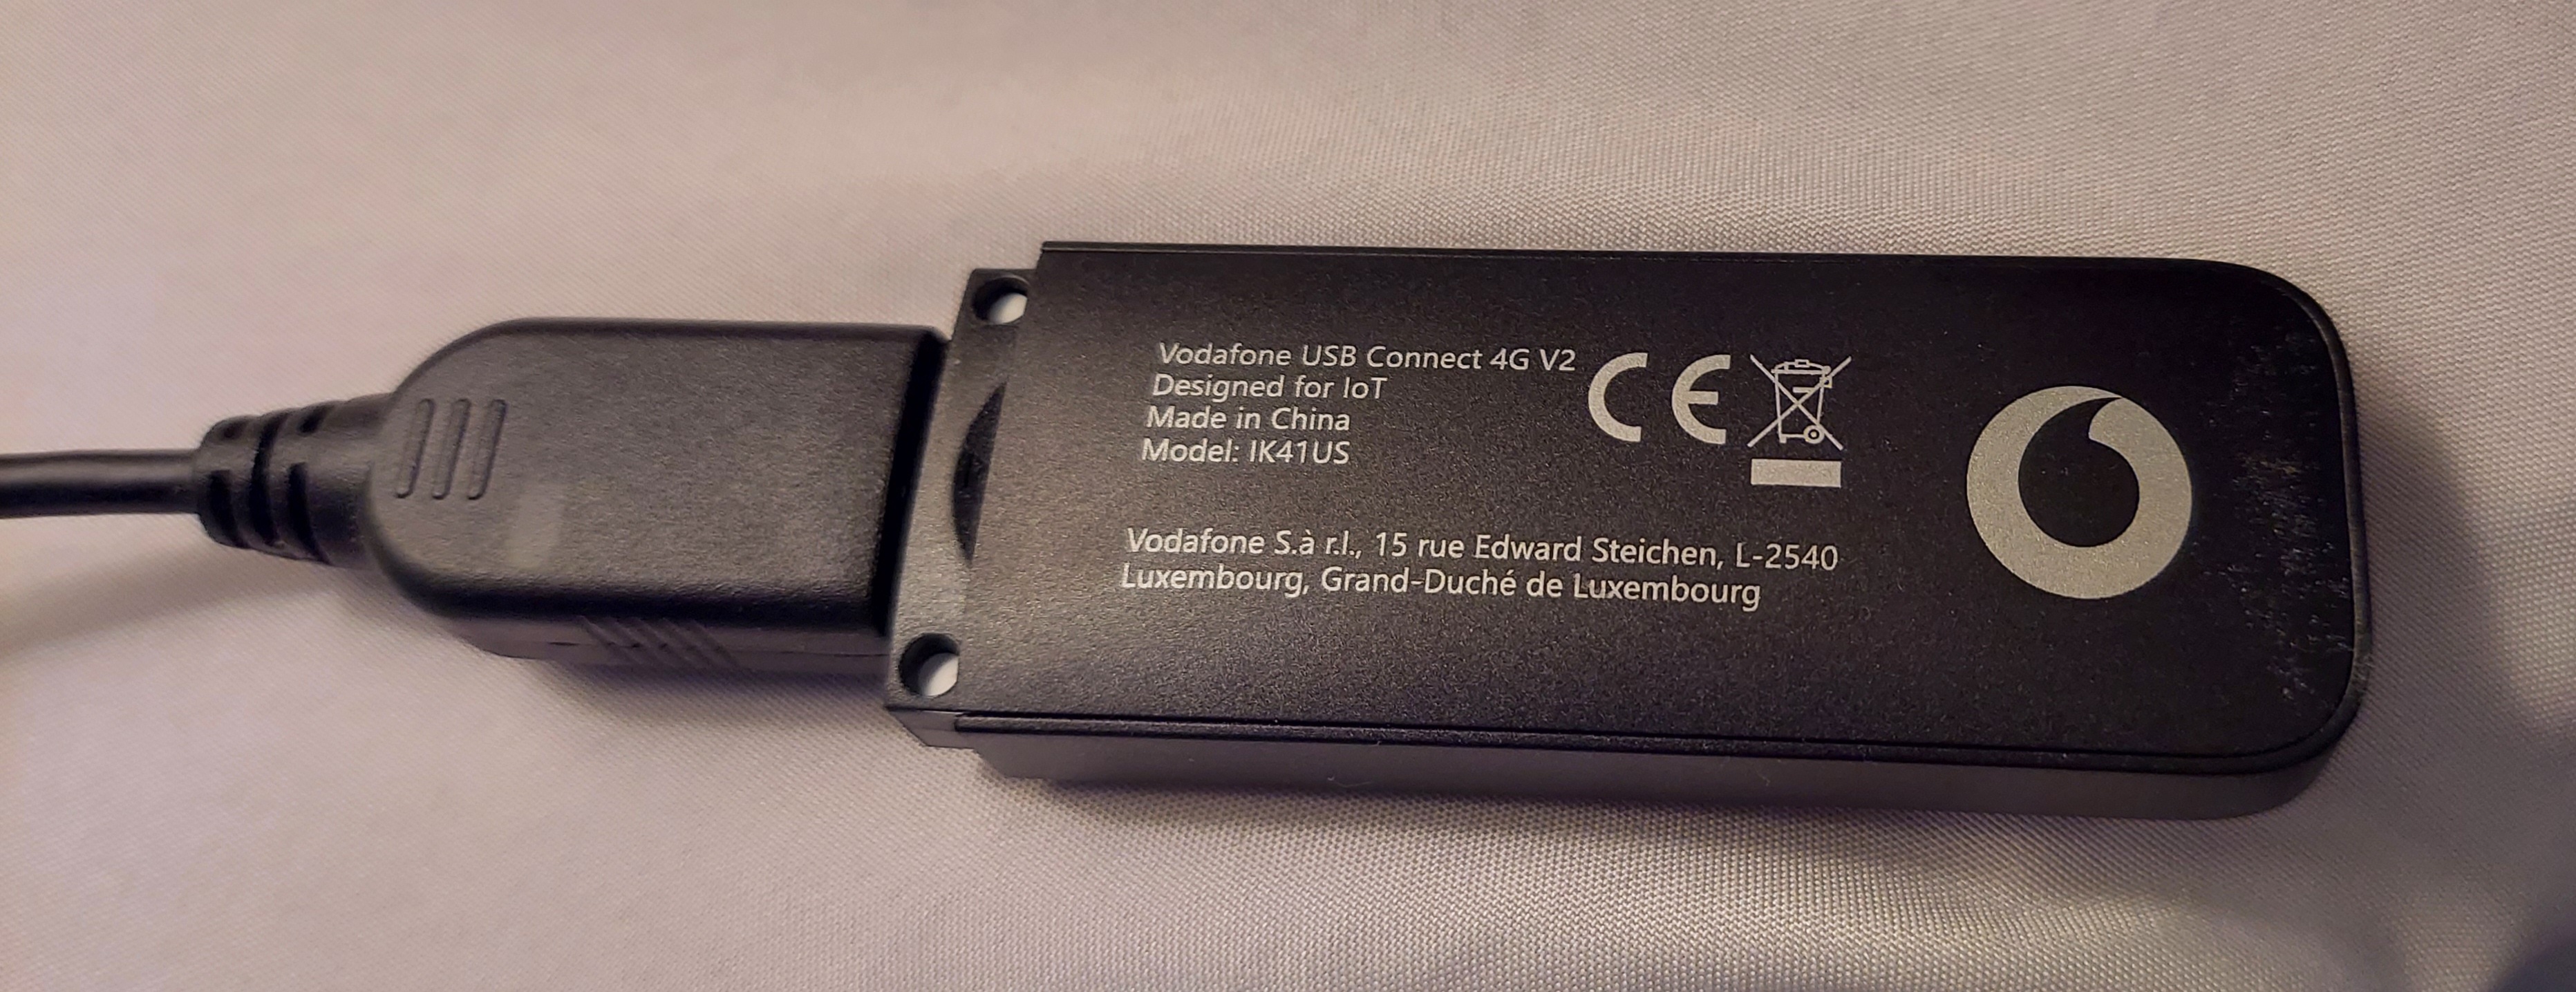 Vodafone USB Connect 4G V2
Designed for IoT
Made in China
Model: IK41US
CE
Vodafone S.à r.l., 15 rue Edward Steichen, L-2540
Luxembourg, Grand-Duché de Luxembourg